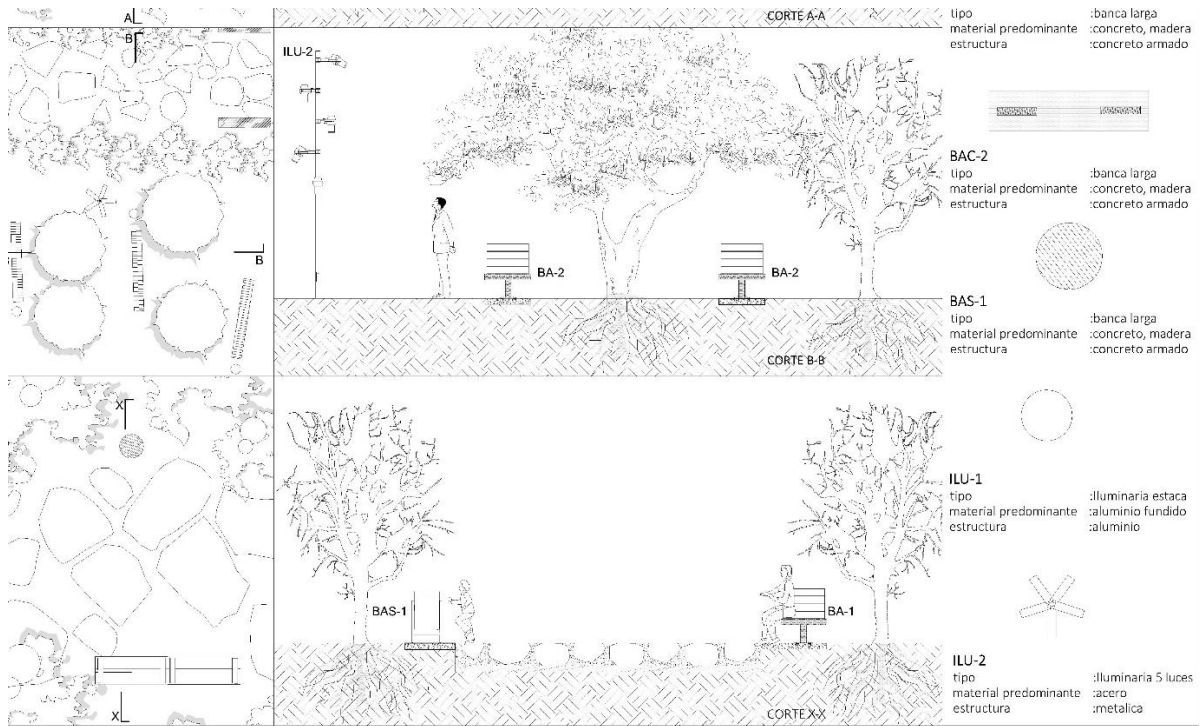 A
B
B
X
X
CORTE A-A
ILU-2
BA-2
BA-2
CORTE B-B
BAS-1
BA-1
CORTE X-X
tipo :banca larga
material predominante :concreto, madera
estructura :concreto armado
BAC-2
tipo :banca larga
material predominante :concreto, madera
estructura :concreto armado
BAS-1
tipo :banca larga
material predominante :concreto, madera
estructura :concreto armado
ILU-1
tipo :Iluminaria estaca
material predominante :aluminio fundido
estructura :aluminio
ILU-2
tipo :Iluminaria 5 luces
material predominante :acero
estructura :metalica